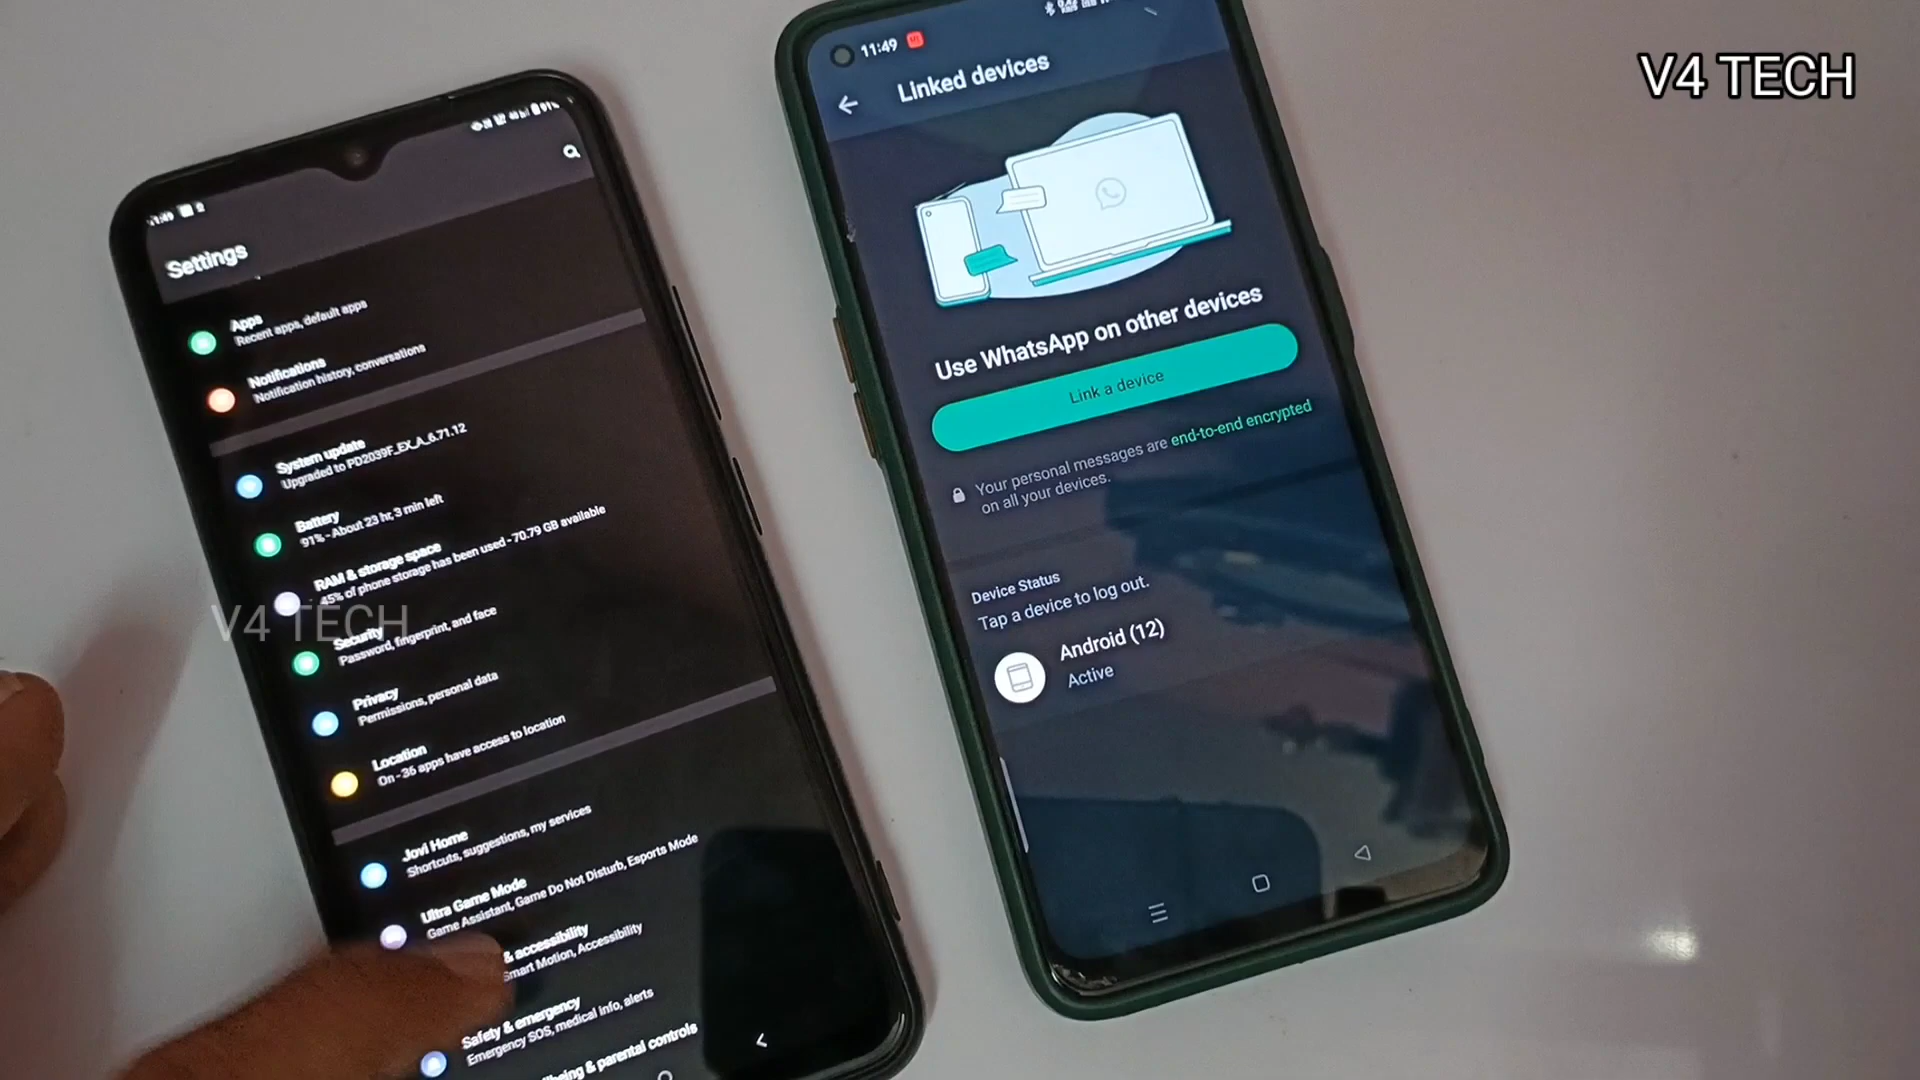 V4 TECH
11:49
Settings
Apps
Recent apps, default apps
Notifications
Notification history, conversations
System update
Upgraded to PD2039F_EX_A_6.71.12
Battery
91% - About 23 hr, 3 min left
RAM & storage space
45% of phone storage has been used - 70.79 GB available
V4 TECH
Security
Password, fingerprint, and face
Privacy
Permissions, personal data
Location
On - 36 apps have access to location
Jovi Home
Shortcuts, suggestions, my services
Ultra Game Mode
Game Assistant, Game Do Not Disturb, Esports Mode
& accessibility
Smart Motion, Accessibility
Safety & emergency
Emergency SOS, medical info, alerts
& parental controls
11:49
Linked devices
Use WhatsApp on other devices
Link a device
Your personal messages are end-to-end encrypted
on all your devices.
Device Status
Tap a device to log out.
Android (12)
Active